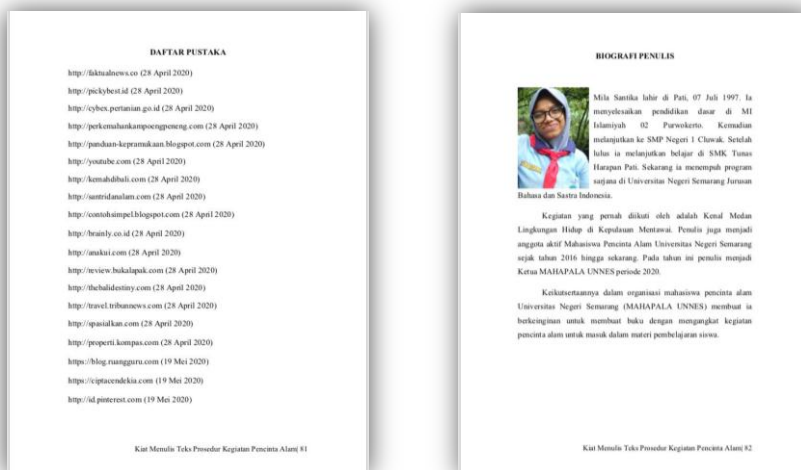 DAFTAR PUSTAKA
http://faktualnews.co (28 April 2020)
http://pickybest.id (28 April 2020)
http://cybex.pertanian.go.id (28 April 2020)
http://perkemahankampoengpeneng.com (28 April 2020)
http://panduan-kepramukaan.blogspot.com (28 April 2020)
http://youtube.com (28 April 2020)
http://kemahdibali.com (28 April 2020)
http://santridanalam.com (28 April 2020)
http://contohsimpel.blogspot.com (28 April 2020)
http://brainly.co.id (28 April 2020)
http://anakui.com (28 April 2020)
http://review.bukalapak.com (28 April 2020)
http://thebalidestiny.com (28 April 2020)
http://travel.tribunnews.com (28 April 2020)
http://spasialkan.com (28 April 2020)
http://properti.kompas.com (28 April 2020)
https://blog.ruangguru.com (19 Mei 2020)
https://ciptacendekia.com (19 Mei 2020)
http://id.pinterest.com (19 Mei 2020)
Kiat Menulis Teks Prosedur Kegiatan Pencinta Alam| 81
BIOGRAFI PENULIS
Mila Santika lahir di Pati, 07 Juli 1997. Ia
menyelesaikan pendidikan dasar di MI
Islamiyah 02 Purwokerto. Kemudian
melanjutkan ke SMP Negeri 1 Cluwak. Setelah
lulus ia melanjutkan belajar di SMK Tunas
Harapan Pati. Sekarang ia menempuh program
sarjana di Universitas Negeri Semarang Jurusan
Bahasa dan Sastra Indonesia.
Kegiatan yang pernah diikuti oleh adalah Kenal Medan
Lingkungan Hidup di Kepulauan Mentawai. Penulis juga menjadi
anggota aktif Mahasiswa Pencinta Alam Universitas Negeri Semarang
sejak tahun 2016 hingga sekarang. Pada tahun ini penulis menjadi
Ketua MAHAPALA UNNES periode 2020.
Keikutsertaannya dalam organisasi mahasiswa pencinta alam
Universitas Negeri Semarang (MAHAPALA UNNES) membuat ia
berkeinginan untuk membuat buku dengan mengangkat kegiatan
pencinta alam untuk masuk dalam materi pembelajaran siswa.
Kiat Menulis Teks Prosedur Kegiatan Pencinta Alam| 82